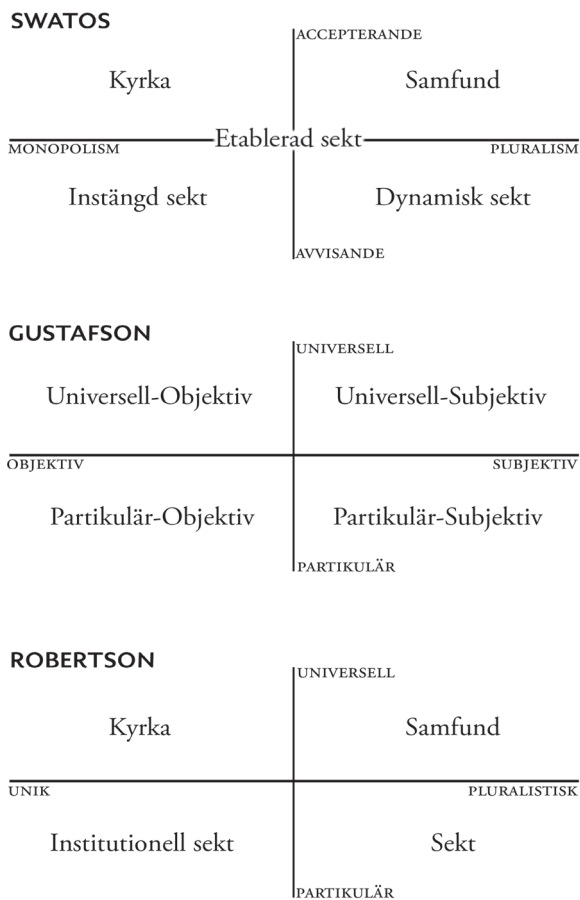 SWATOS
ACCEPTERANDE
Kyrka Samfund
Etablerad sekt
MONOPOLISM PLURALISM
Instängd sekt Dynamisk sekt
AVVISANDE
GUSTAFSON
UNIVERSELL
Universell-Objektiv Universell-Subjektiv
OBJEKTIV SUBJEKTIV
Partikulär-Objektiv Partikulär-Subjektiv
PARTIKULÄR
ROBERTSON
UNIVERSELL
Kyrka Samfund
UNIK PLURALISTISK
Institutionell sekt Sekt
PARTIKULÄR